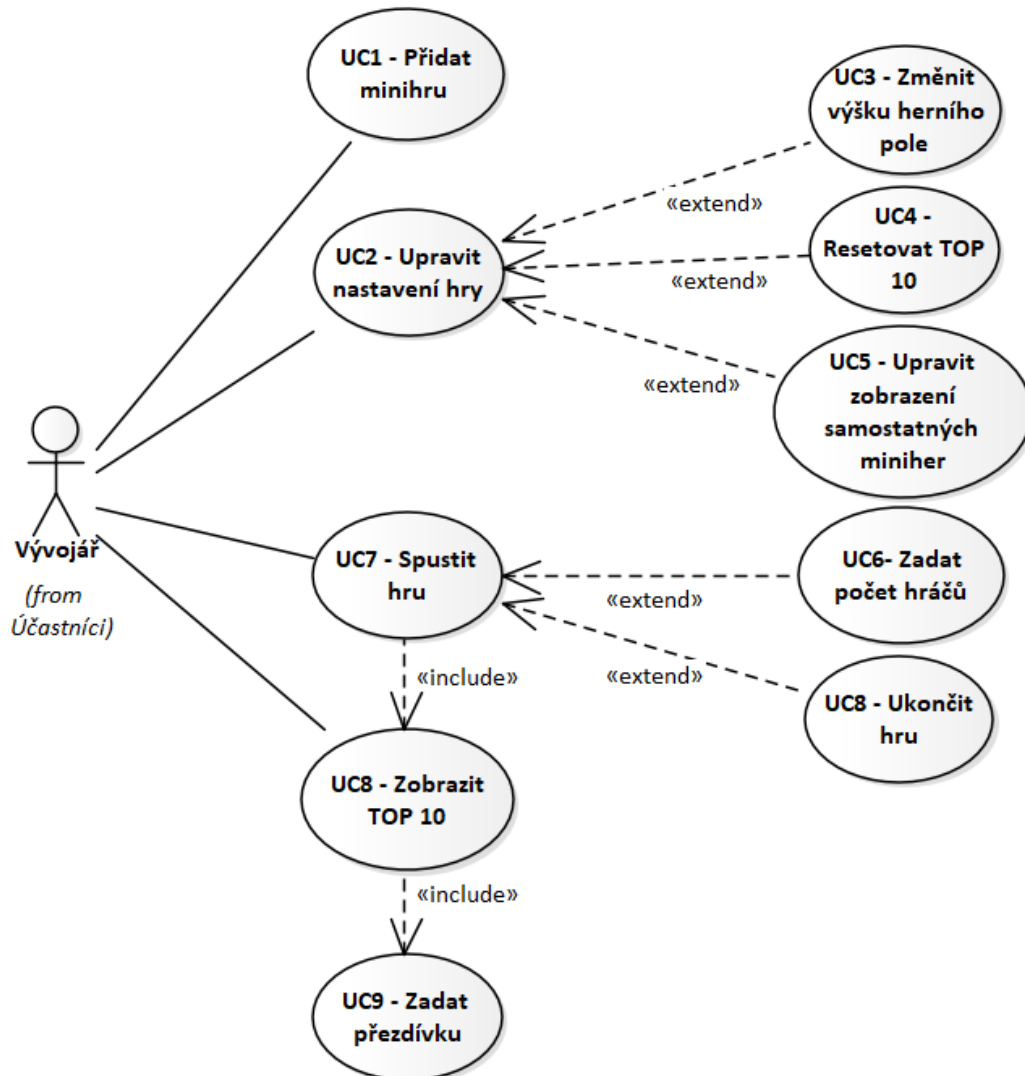 UC1 - Přidat
minihru
UC3 - Změnit
výšku herního
pole
«extend»
UC2 - Upravit
nastavení hry
UC4 -
Resetovat TOP
10
«extend»
UC5 - Upravit
zobrazení
samostatných
miniher
«extend»
Vývojář
(from
Účastníci)
UC7 - Spustit
hru
UC6- Zadat
počet hráčů
«extend»
«include»
«extend»
UC8 - Ukončit
hru
UC8 - Zobrazit
TOP 10
«include»
UC9 - Zadat
přezdívku